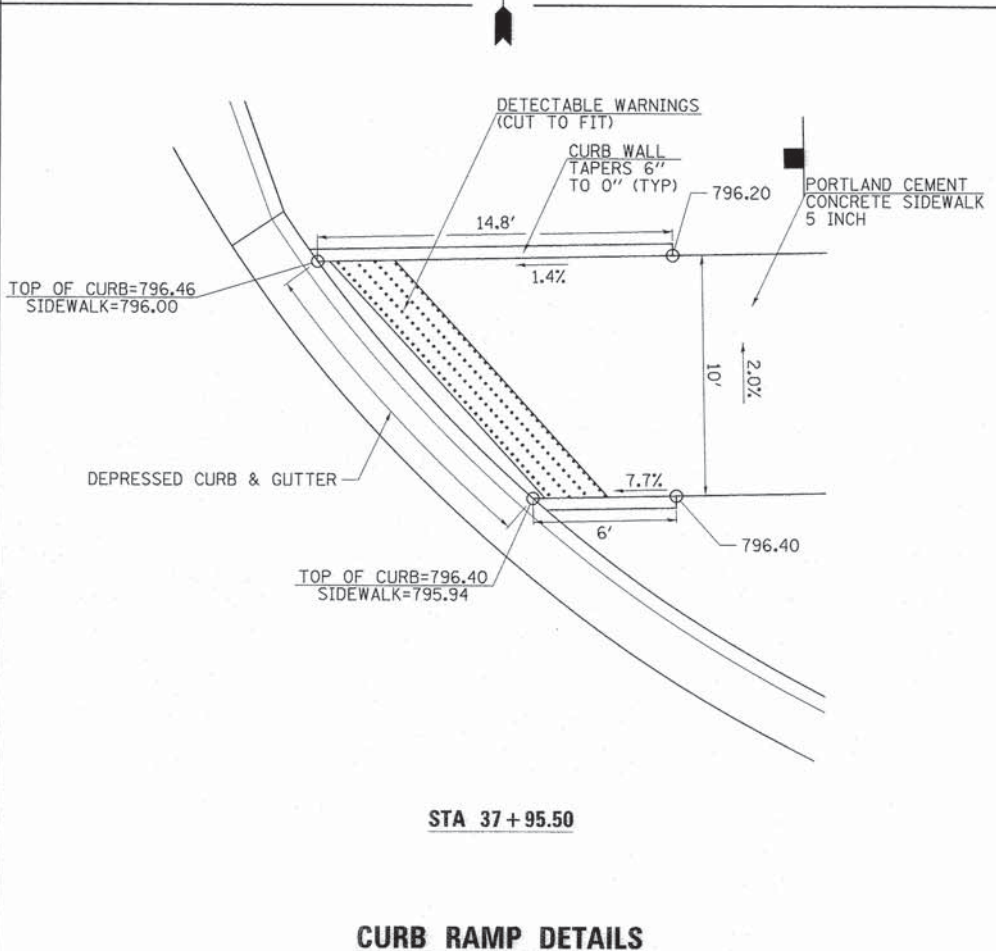 DETECTABLE WARNINGS
(CUT TO FIT)
CURB WALL
TAPERS 6"
TO 0" (TYP)
796.20
PORTLAND CEMENT
CONCRETE SIDEWALK
5 INCH
14.8'
1.4%
TOP OF CURB=796.46
SIDEWALK=796.00
10'
2.0%
DEPRESSED CURB & GUTTER
7.7%
6'
796.40
TOP OF CURB=796.40
SIDEWALK=795.94
STA 37+95.50
CURB RAMP DETAILS